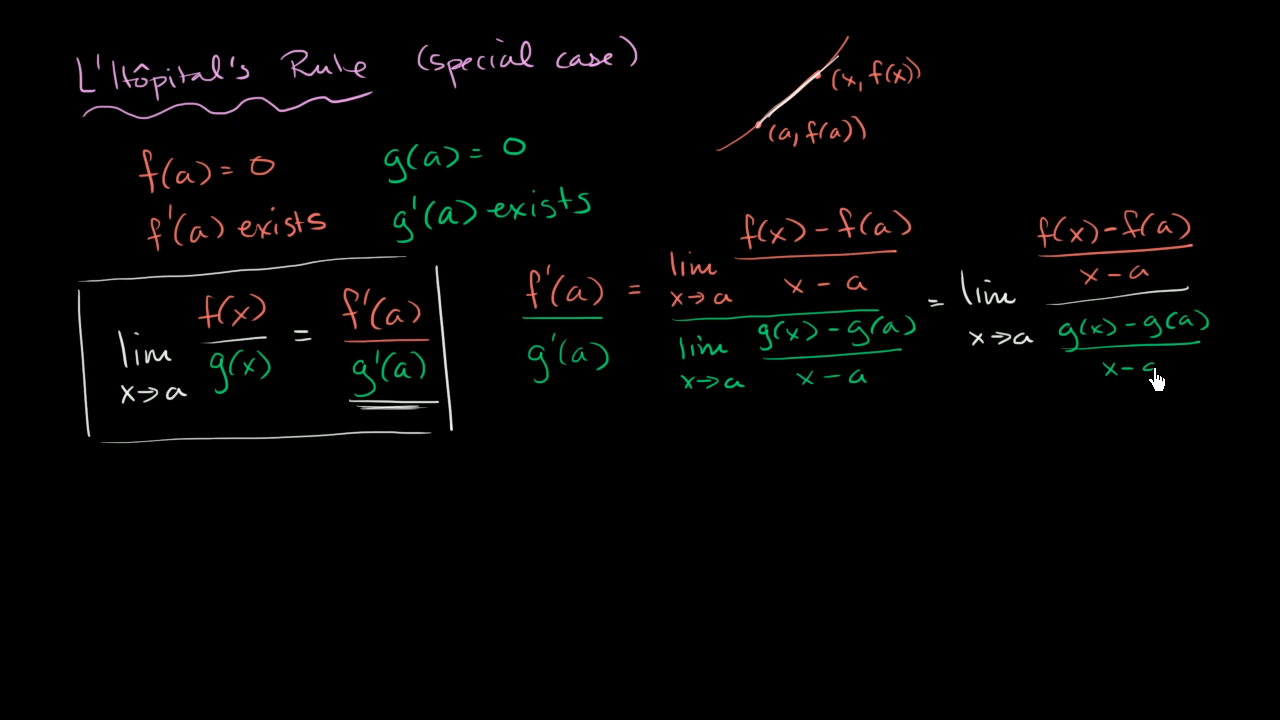 L'Hôpital's Rule (special case)
(x, f(x))
(a, f(a))
f(a) = 0
g(a) = 0
f'(a) exists
g'(a) exists
lim x→a f(x)/g(x) = f'(a)/g'(a)
f'(a)/g'(a) = lim x→a (f(x) - f(a))/(x - a) / lim x→a (g(x) - g(a))/(x - a) = lim x→a (f(x) - f(a))/(x - a) / (g(x) - g(a))/(x - a)